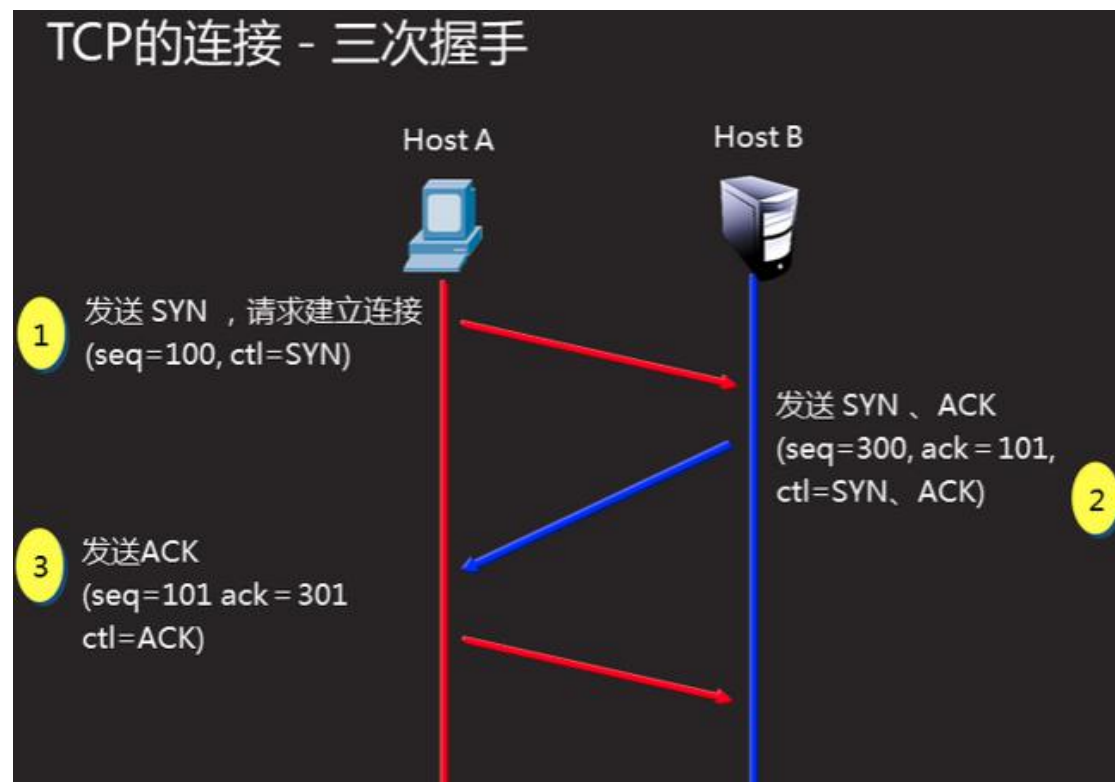 TCP的连接 - 三次握手
Host A
Host B
1
发送 SYN ，请求建立连接
(seq=100, ctl=SYN)
发送 SYN 、ACK
(seq=300, ack = 101,
ctl=SYN、ACK)
2
3
发送ACK
(seq=101 ack = 301
ctl=ACK)